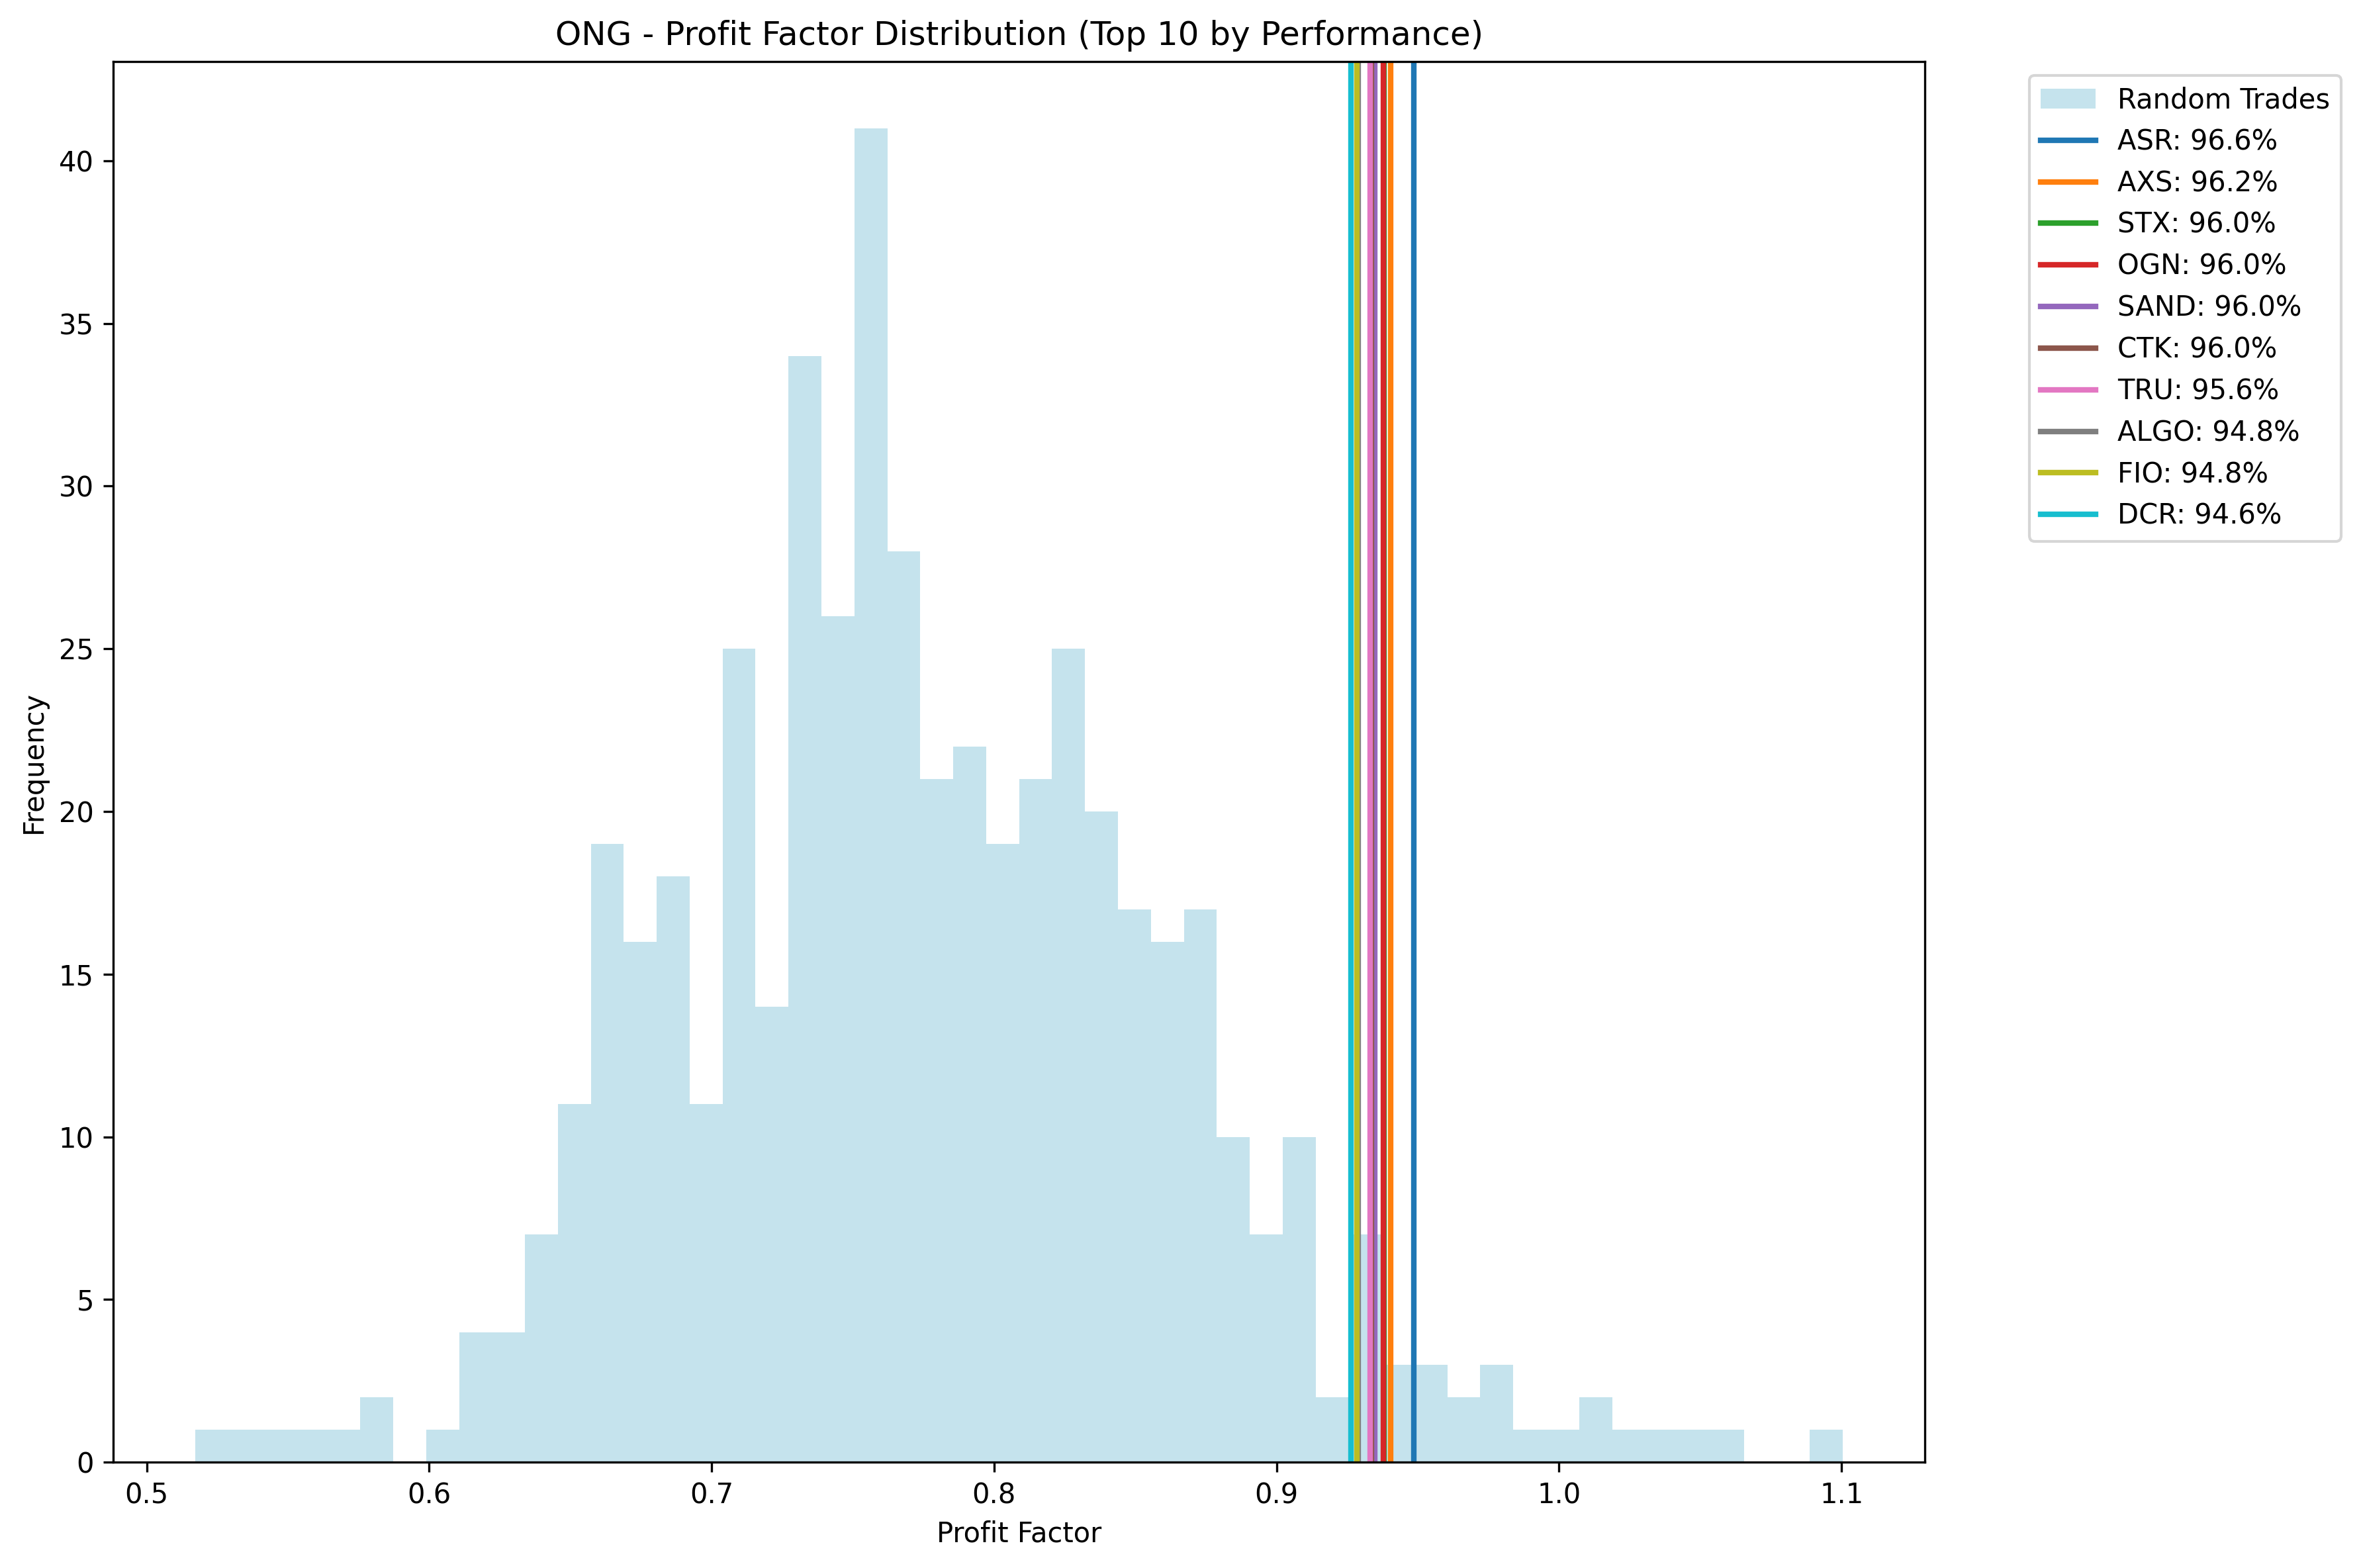 ONG - Profit Factor Distribution (Top 10 by Performance)
Random Trades
ASR: 96.6%
AXS: 96.2%
STX: 96.0%
OGN: 96.0%
SAND: 96.0%
CTK: 96.0%
TRU: 95.6%
ALGO: 94.8%
FIO: 94.8%
DCR: 94.6%
Frequency
40
35
30
25
20
15
10
5
0
0.5
0.6
0.7
0.8
0.9
1.0
1.1
Profit Factor